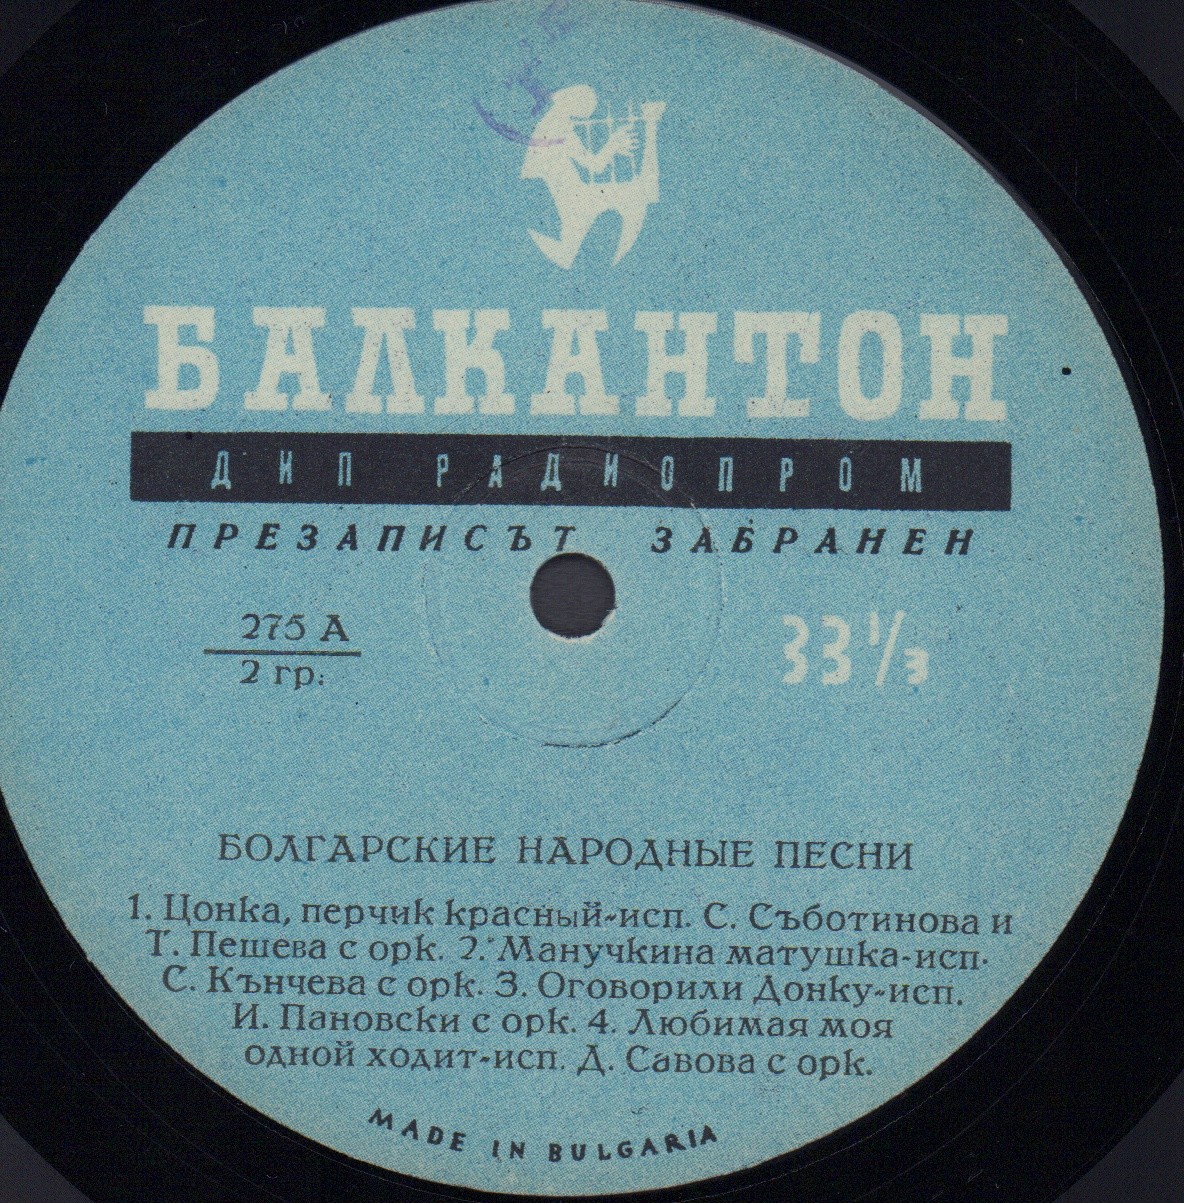 БАЛКАНТОН
ДИП РАДИОПРОМ
ПРЕЗАПИСЪТ ЗАБРАНЕН
275 А
2 гр.
33 1/3
БОЛГАРСКИЕ НАРОДНЫЕ ПЕСНИ
1. Цонка, перчик красный-исп. С. Съботинова и
Т. Пешева с орк. 2. Манучкина матушка-исп.
С. Кънчева с орк. 3. Оговорили Донку-исп.
И. Пановски с орк. 4. Любимая моя
одной ходит-исп. Д. Савова с орк.
MADE IN BULGARIA